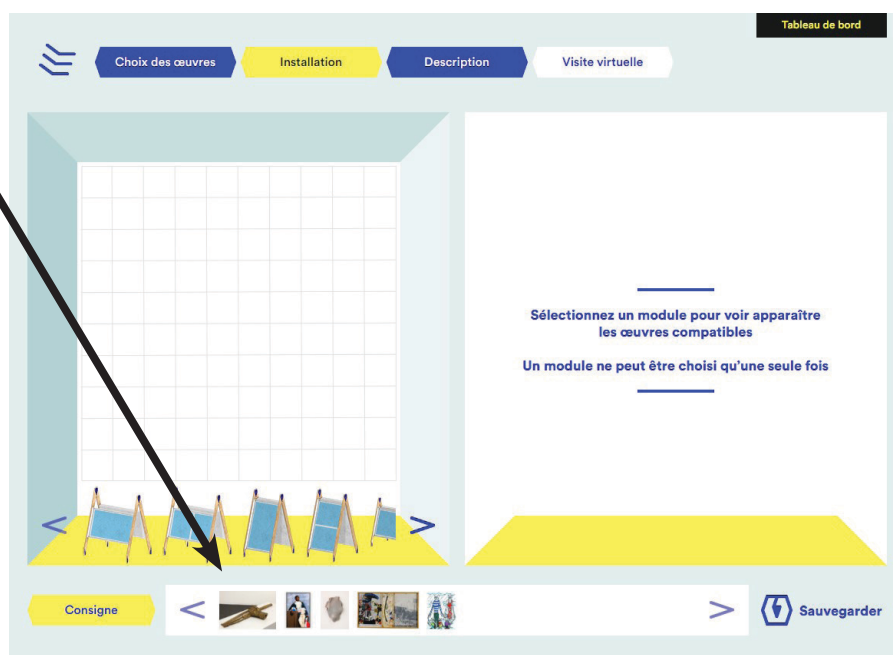 Tableau de bord
Choix des œuvres
Installation
Description
Visite virtuelle
Sélectionnez un module pour voir apparaître
les œuvres compatibles
Un module ne peut être choisi qu'une seule fois
Consigne
Sauvegarder